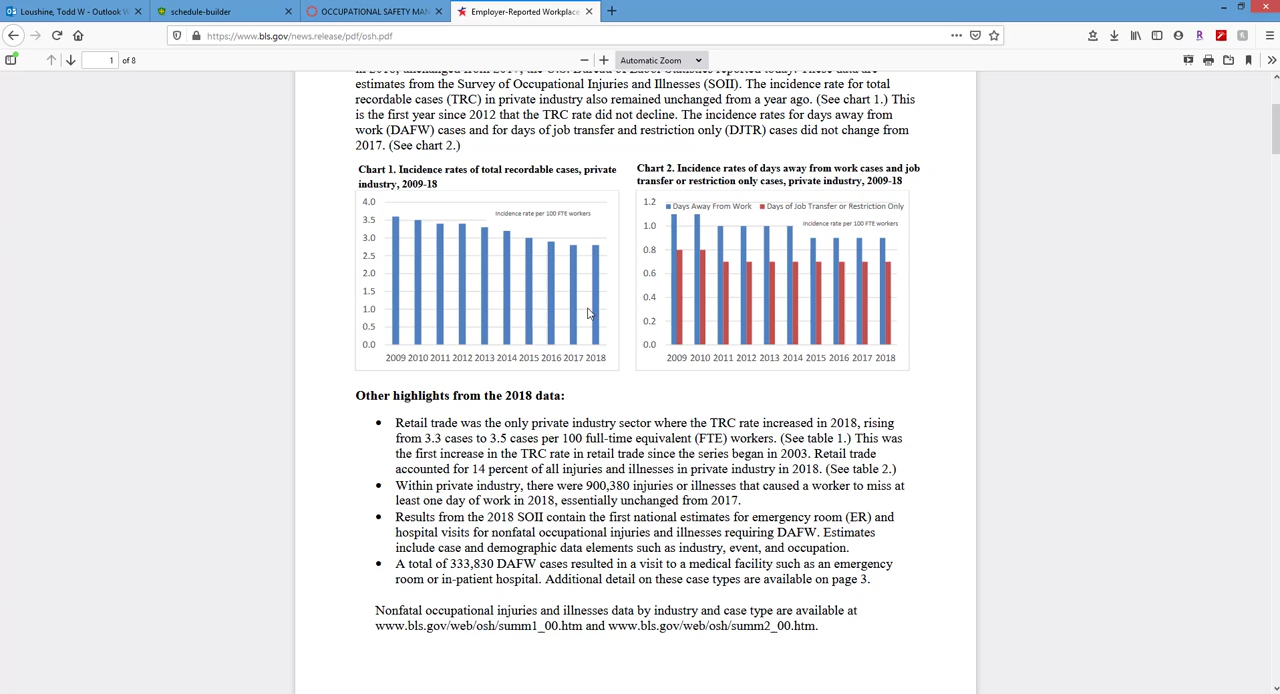 Loushine, Todd W - Outlook W
schedule-builder
OCCUPATIONAL SAFETY MAN
Employer-Reported Workplace
https://www.bls.gov/news.release/pdf/osh.pdf
1 of 8
Automatic Zoom
in 2018, unchanged from 2017, the U.S. Bureau of Labor Statistics reported today. These data are
estimates from the Survey of Occupational Injuries and Illnesses (SOII). The incidence rate for total
recordable cases (TRC) in private industry also remained unchanged from a year ago. (See chart 1.) This
is the first year since 2012 that the TRC rate did not decline. The incidence rates for days away from
work (DAFW) cases and for days of job transfer and restriction only (DJTR) cases did not change from
2017. (See chart 2.)
Chart 1. Incidence rates of total recordable cases, private
industry, 2009-18
4.0
Incidence rate per 100 FTE workers
3.5
3.0
2.5
2.0
1.5
1.0
0.5
0.0
2009 2010 2011 2012 2013 2014 2015 2016 2017 2018
Chart 2. Incidence rates of days away from work cases and job
transfer or restriction only cases, private industry, 2009-18
1.2
Days Away From Work Days of Job Transfer or Restriction Only
Incidence rate per 100 FTE workers
1.0
0.8
0.6
0.4
0.2
0.0
2009 2010 2011 2012 2013 2014 2015 2016 2017 2018
Other highlights from the 2018 data:
• Retail trade was the only private industry sector where the TRC rate increased in 2018, rising
from 3.3 cases to 3.5 cases per 100 full-time equivalent (FTE) workers. (See table 1.) This was
the first increase in the TRC rate in retail trade since the series began in 2003. Retail trade
accounted for 14 percent of all injuries and illnesses in private industry in 2018. (See table 2.)
• Within private industry, there were 900,380 injuries or illnesses that caused a worker to miss at
least one day of work in 2018, essentially unchanged from 2017.
• Results from the 2018 SOII contain the first national estimates for emergency room (ER) and
hospital visits for nonfatal occupational injuries and illnesses requiring DAFW. Estimates
include case and demographic data elements such as industry, event, and occupation.
• A total of 333,830 DAFW cases resulted in a visit to a medical facility such as an emergency
room or in-patient hospital. Additional detail on these case types are available on page 3.
Nonfatal occupational injuries and illnesses data by industry and case type are available at
www.bls.gov/web/osh/summ1_00.htm and www.bls.gov/web/osh/summ2_00.htm.